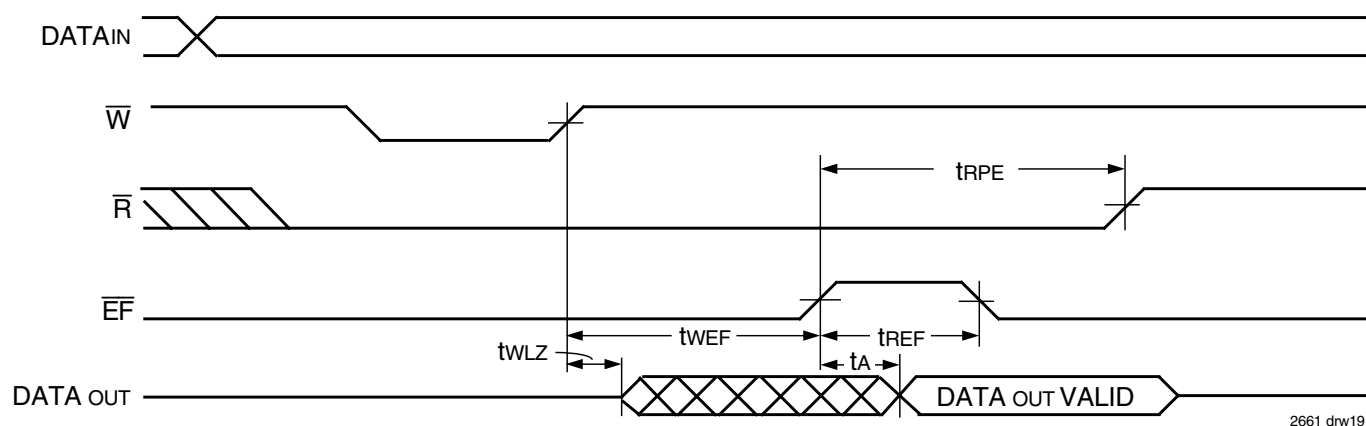 DATAIN
W
tRPE
R
EF
tWLZ
tWEF
tREF
tA
DATA OUT
DATA OUT VALID
2661 drw19